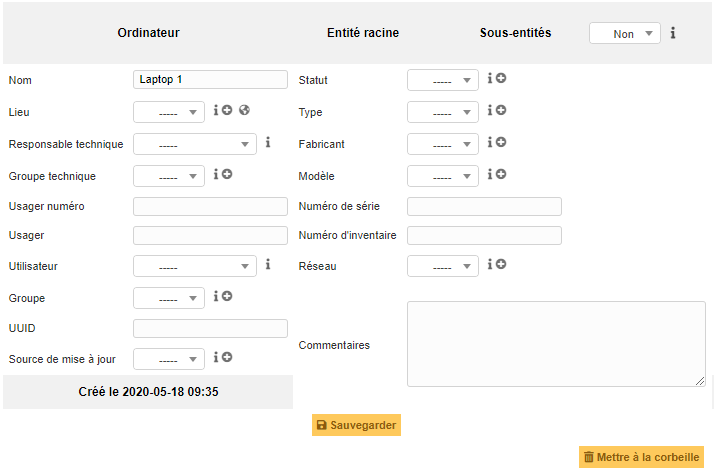 Ordinateur Entité racine Sous-entités Non
Nom Laptop 1 Statut -----
Lieu ----- Type -----
Responsable technique ----- Fabricant -----
Groupe technique ----- Modèle -----
Usager numéro Numéro de série
Usager Numéro d'inventaire
Utilisateur ----- Réseau -----
Groupe -----
UUID
Commentaires
Source de mise à jour -----
Créé le 2020-05-18 09:35
Sauvegarder
Mettre à la corbeille